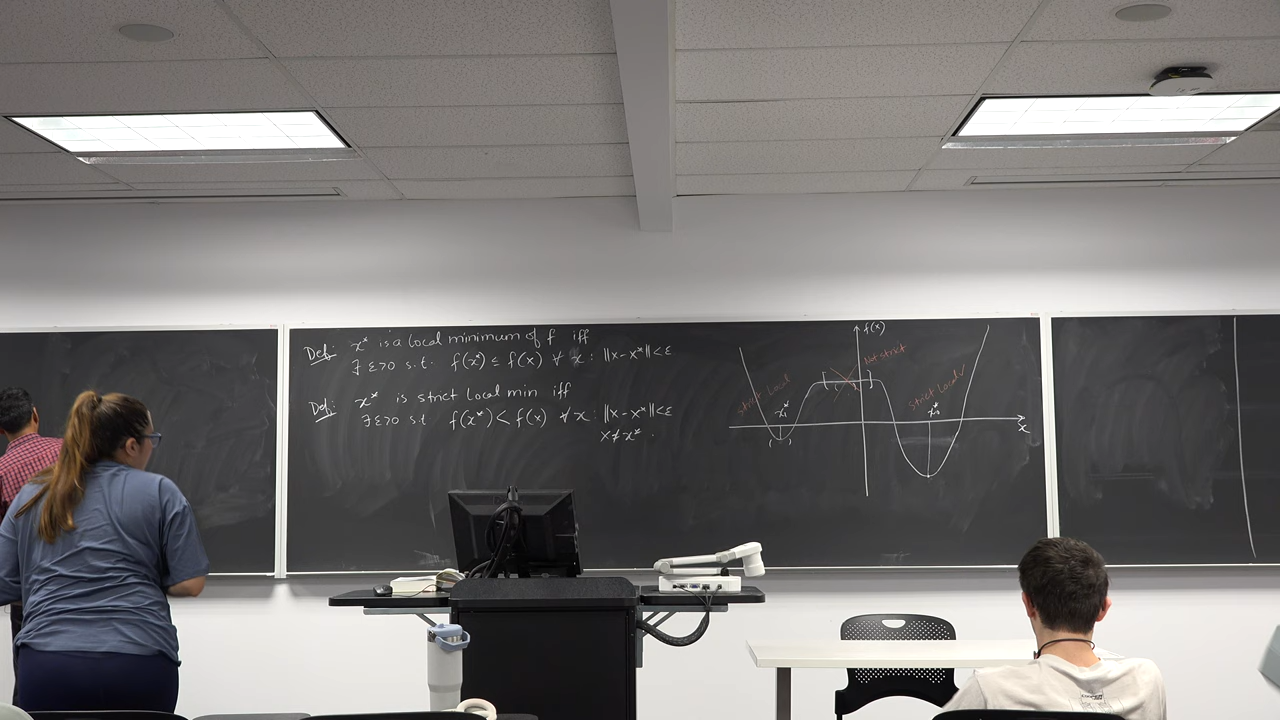 Def: x* is a local minimum of f iff
∃ ε>0 s.t. f(x*) ≤ f(x) ∀ x: ||x-x*||<ε
Def: x* is strict Local min iff
∃ ε>0 s.t f(x*) < f(x) ∀x: ||x-x*||<ε
x≠x*.
f(x)
Not strict
strict Local
x₁*
strict Local
x